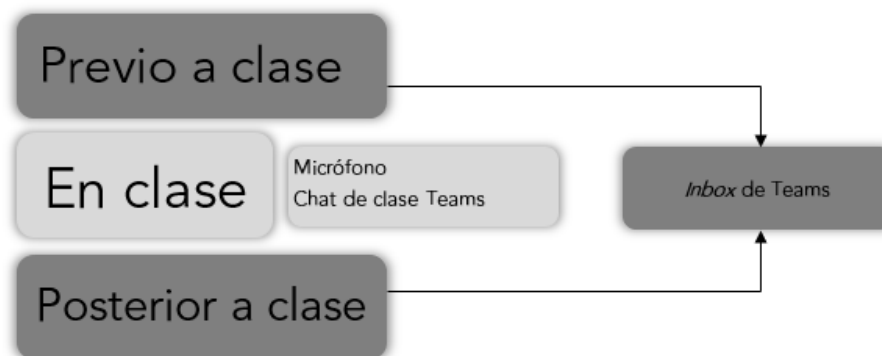 Previo a clase
En clase
Micrófono
Chat de clase Teams
Inbox de Teams
Posterior a clase